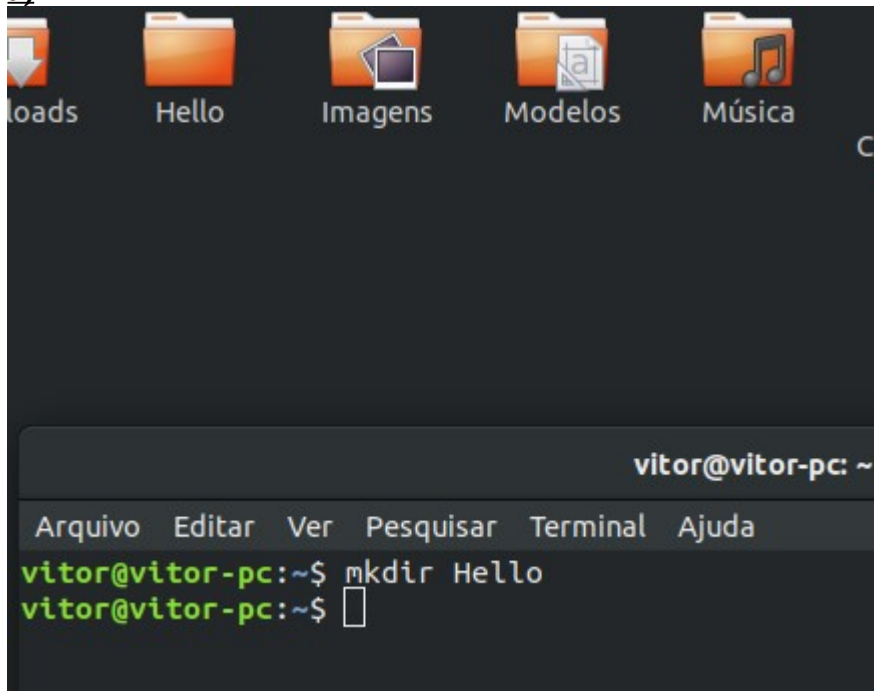 loads Hello Imagens Modelos Música
C
vitor@vitor-pc: ~
Arquivo Editar Ver Pesquisar Terminal Ajuda
vitor@vitor-pc:~$ mkdir Hello
vitor@vitor-pc:~$